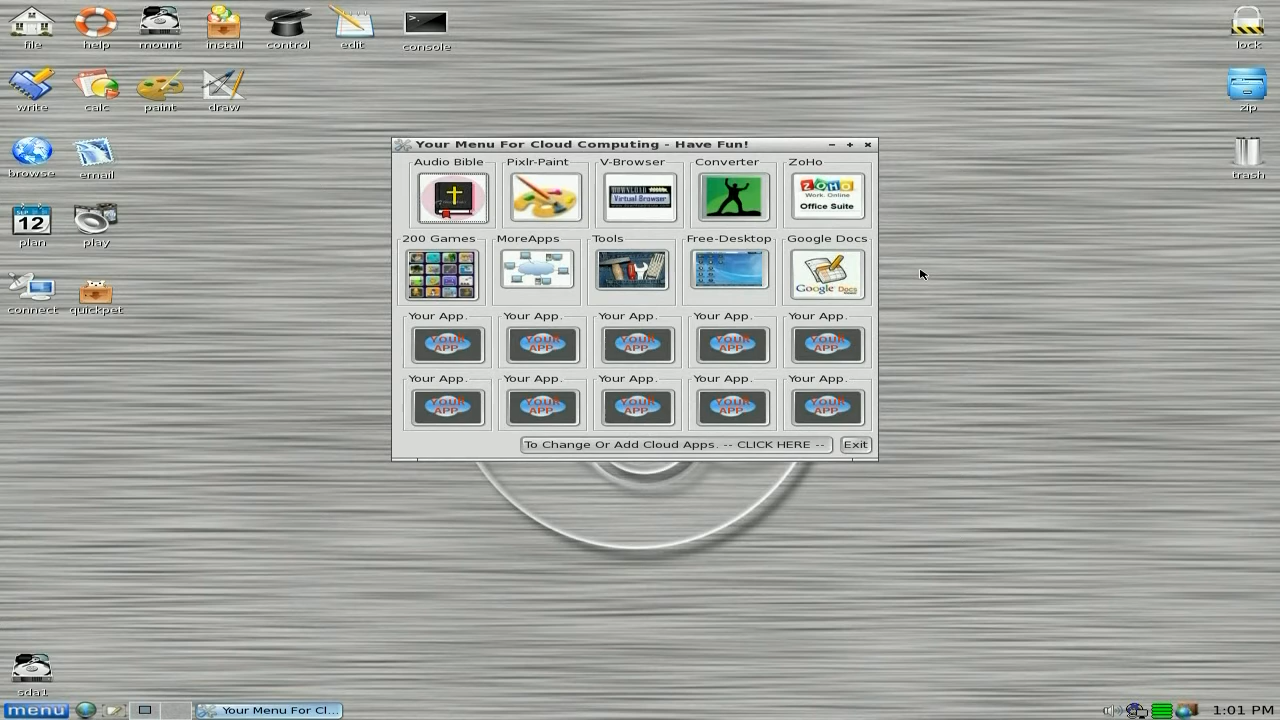 file help mount install control edit console lock
write calc paint draw zip
browse email trash
SEP 12
plan play
connect quickpet
sda1
Your Menu For Cloud Computing - Have Fun!
Audio Bible Pixlr-Paint V-Browser Converter ZoHo
DOWNLOAD
Virtual Browser
ZOHO
Work. Online
Office Suite
200 Games MoreApps Tools Free-Desktop Google Docs
Google Docs
Your App. Your App. Your App. Your App. Your App.
YOUR APP YOUR APP YOUR APP YOUR APP YOUR APP
Your App. Your App. Your App. Your App. Your App.
YOUR APP YOUR APP YOUR APP YOUR APP YOUR APP
To Change Or Add Cloud Apps. -- CLICK HERE -- Exit
menu Your Menu For Cl... 1:01 PM